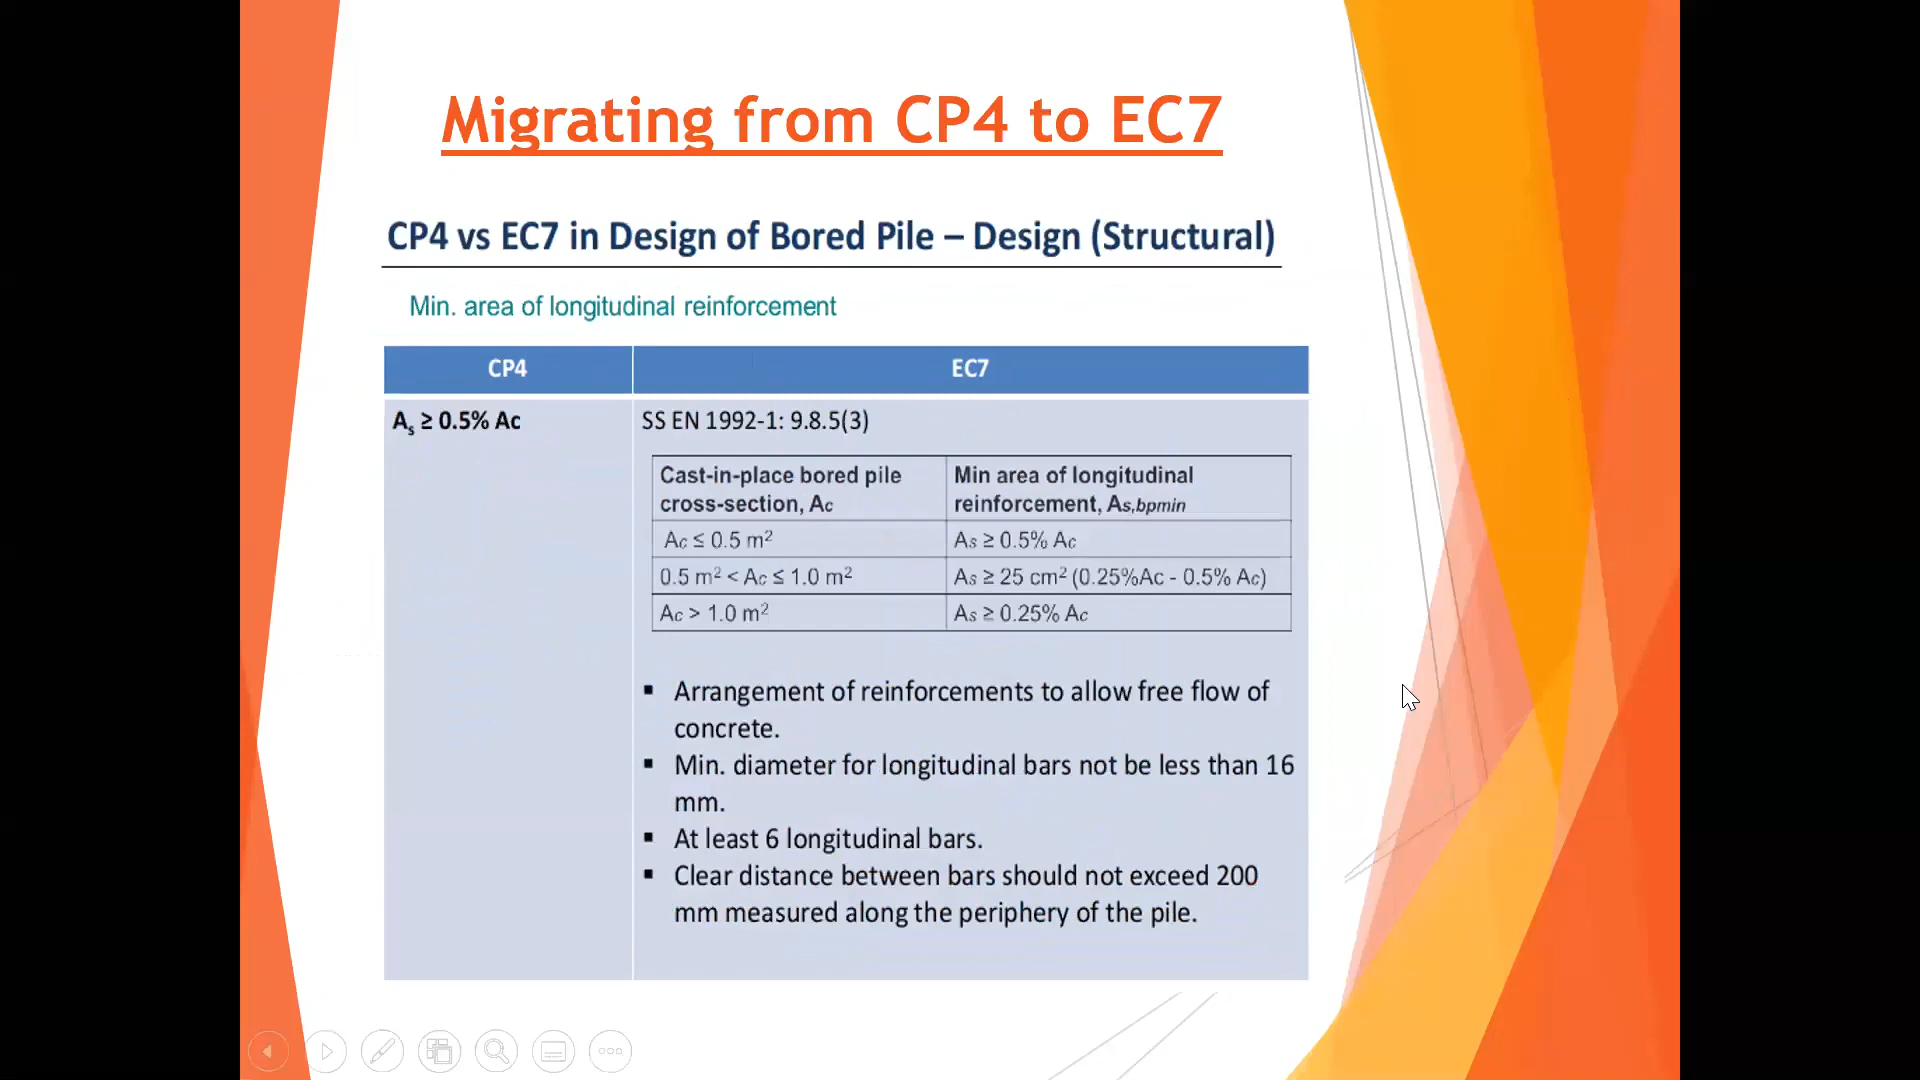 Migrating from CP4 to EC7
CP4 vs EC7 in Design of Bored Pile – Design (Structural)
Min. area of longitudinal reinforcement
CP4
EC7
As ≥ 0.5% Ac
SS EN 1992-1: 9.8.5(3)
Cast-in-place bored pile
cross-section, Ac
Min area of longitudinal
reinforcement, As,bpmin
Ac ≤ 0.5 m²
As ≥ 0.5% Ac
0.5 m² < Ac ≤ 1.0 m²
As ≥ 25 cm² (0.25%Ac - 0.5% Ac)
Ac > 1.0 m²
As ≥ 0.25% Ac
▪ Arrangement of reinforcements to allow free flow of
concrete.
▪ Min. diameter for longitudinal bars not be less than 16
mm.
▪ At least 6 longitudinal bars.
▪ Clear distance between bars should not exceed 200
mm measured along the periphery of the pile.